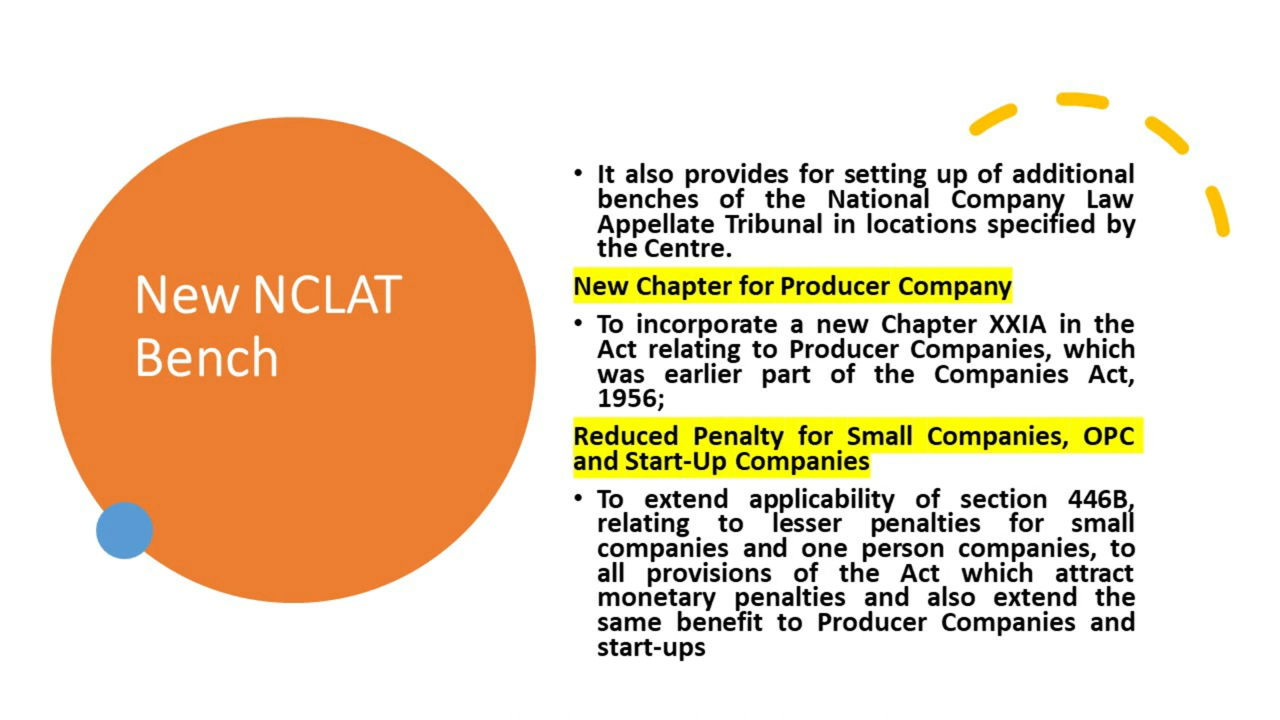 New NCLAT
Bench
• It also provides for setting up of additional
benches of the National Company Law
Appellate Tribunal in locations specified by
the Centre.
New Chapter for Producer Company
• To incorporate a new Chapter XXIA in the
Act relating to Producer Companies, which
was earlier part of the Companies Act,
1956;
Reduced Penalty for Small Companies, OPC
and Start-Up Companies
• To extend applicability of section 446B,
relating to lesser penalties for small
companies and one person companies, to
all provisions of the Act which attract
monetary penalties and also extend the
same benefit to Producer Companies and
start-ups